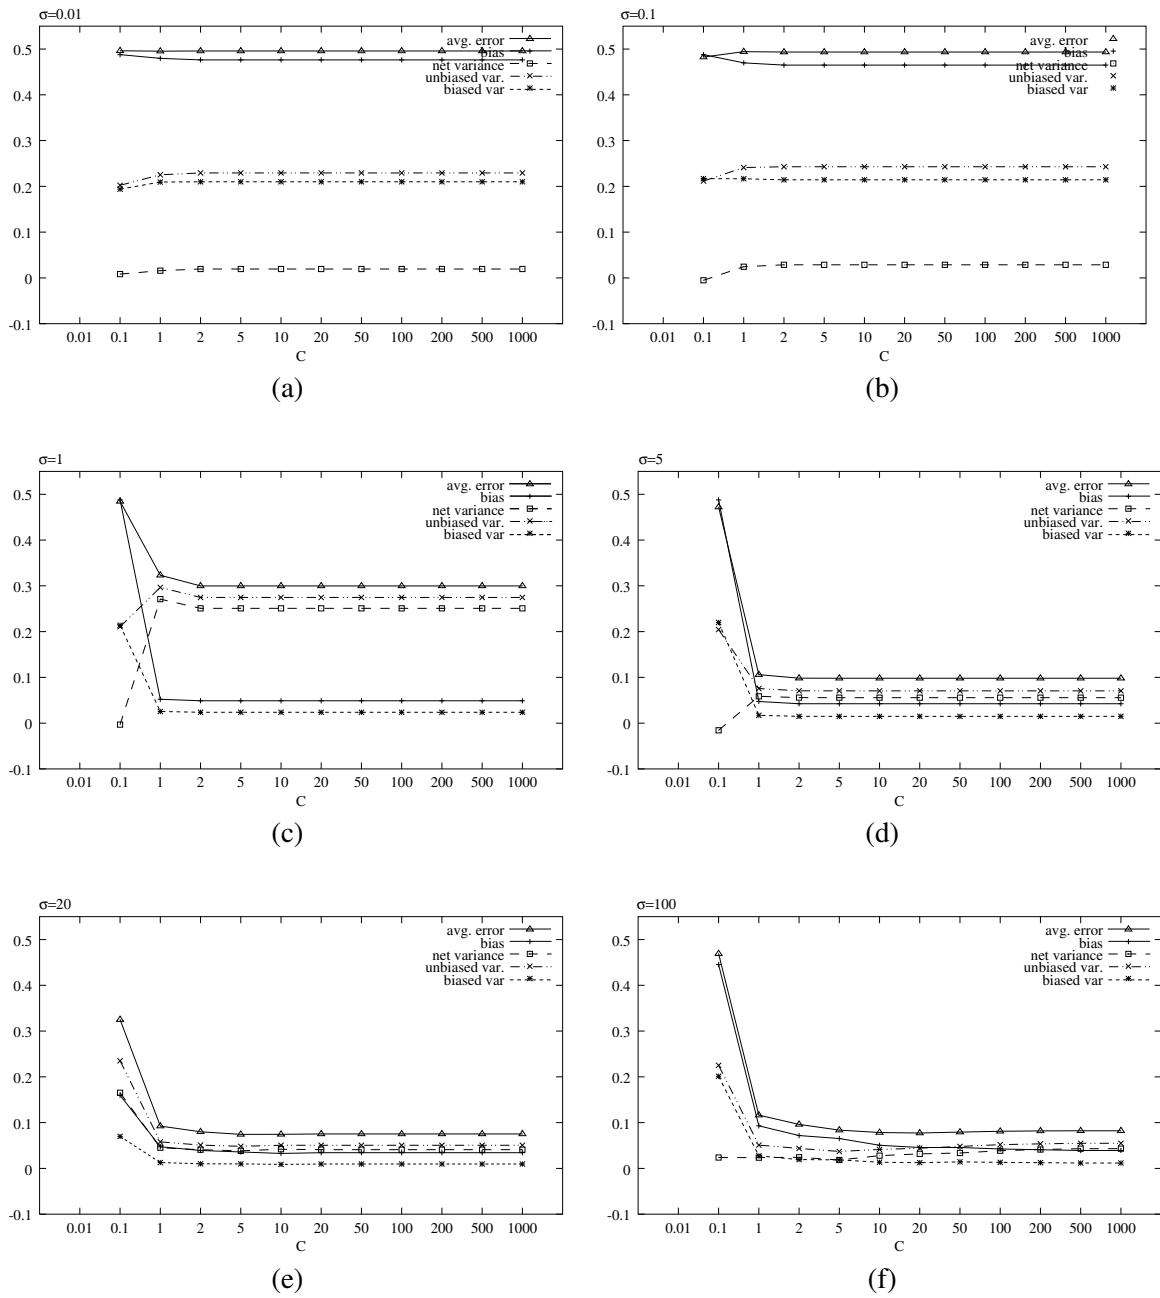 σ=0.01
0.5
0.4
0.3
0.2
0.1
0
-0.1
avg. error
bias
net variance
unbiased var.
biased var
0.01 0.1 1 2 5 10 20 50 100 200 500 1000
C
(a)
σ=0.1
0.5
0.4
0.3
0.2
0.1
0
-0.1
avg. error
bias
net variance
unbiased var.
biased var
0.01 0.1 1 2 5 10 20 50 100 200 500 1000
C
(b)
σ=1
0.5
0.4
0.3
0.2
0.1
0
-0.1
avg. error
bias
net variance
unbiased var.
biased var
0.01 0.1 1 2 5 10 20 50 100 200 500 1000
C
(c)
σ=5
0.5
0.4
0.3
0.2
0.1
0
-0.1
avg. error
bias
net variance
unbiased var.
biased var
0.01 0.1 1 2 5 10 20 50 100 200 500 1000
C
(d)
σ=20
0.5
0.4
0.3
0.2
0.1
0
-0.1
avg. error
bias
net variance
unbiased var.
biased var
0.01 0.1 1 2 5 10 20 50 100 200 500 1000
C
(e)
σ=100
0.5
0.4
0.3
0.2
0.1
0
-0.1
avg. error
bias
net variance
unbiased var.
biased var
0.01 0.1 1 2 5 10 20 50 100 200 500 1000
C
(f)